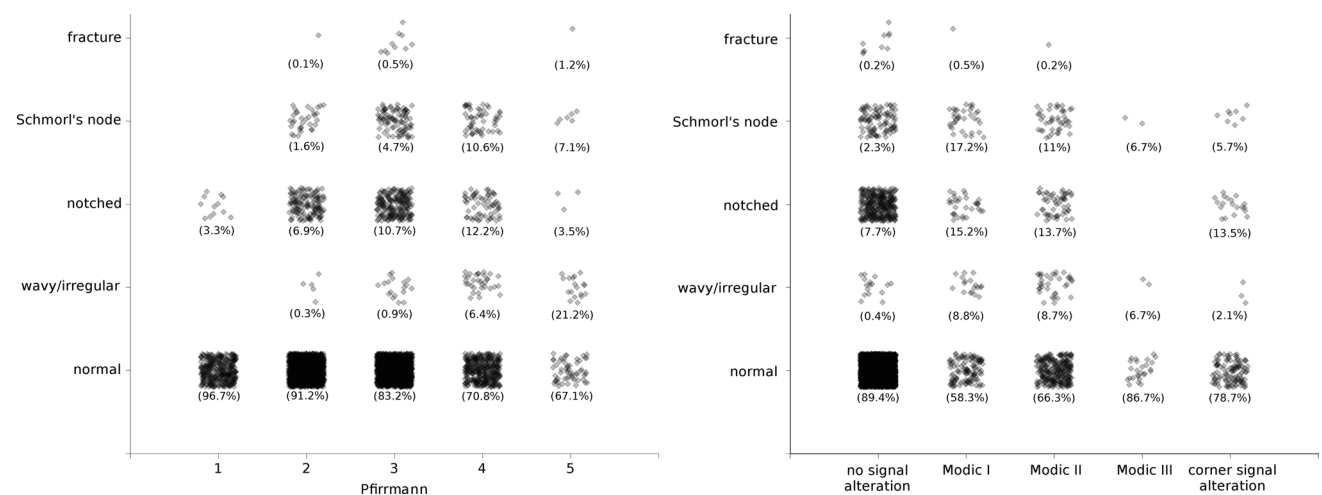 fracture
(0.1%) (0.5%) (1.2%)
Schmorl's node
(1.6%) (4.7%) (10.6%) (7.1%)
notched
(3.3%) (6.9%) (10.7%) (12.2%) (3.5%)
wavy/irregular
(0.3%) (0.9%) (6.4%) (21.2%)
normal
(96.7%) (91.2%) (83.2%) (70.8%) (67.1%)
1 2 3 4 5
Pfirrmann
fracture
(0.2%) (0.5%) (0.2%)
Schmorl's node
(2.3%) (17.2%) (11%) (6.7%) (5.7%)
notched
(7.7%) (15.2%) (13.7%) (13.5%)
wavy/irregular
(0.4%) (8.8%) (8.7%) (6.7%) (2.1%)
normal
(89.4%) (58.3%) (66.3%) (86.7%) (78.7%)
no signal Modic I Modic II Modic III corner signal
alteration alteration